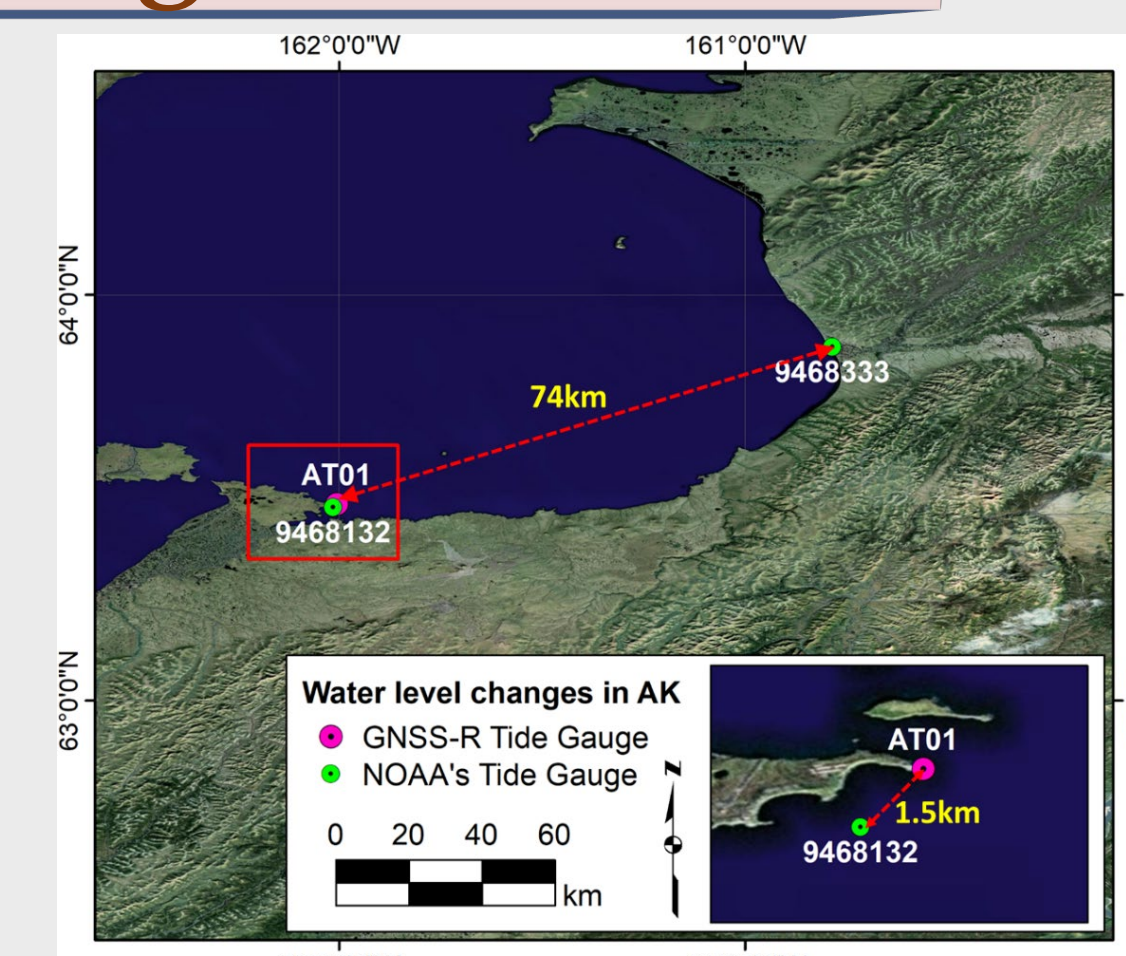 162°0'0"W
161°0'0"W
64°0'0"N
63°0'0"N
9468333
74km
AT01
9468132
Water level changes in AK
GNSS-R Tide Gauge
NOAA's Tide Gauge
0 20 40 60
km
N
AT01
1.5km
9468132